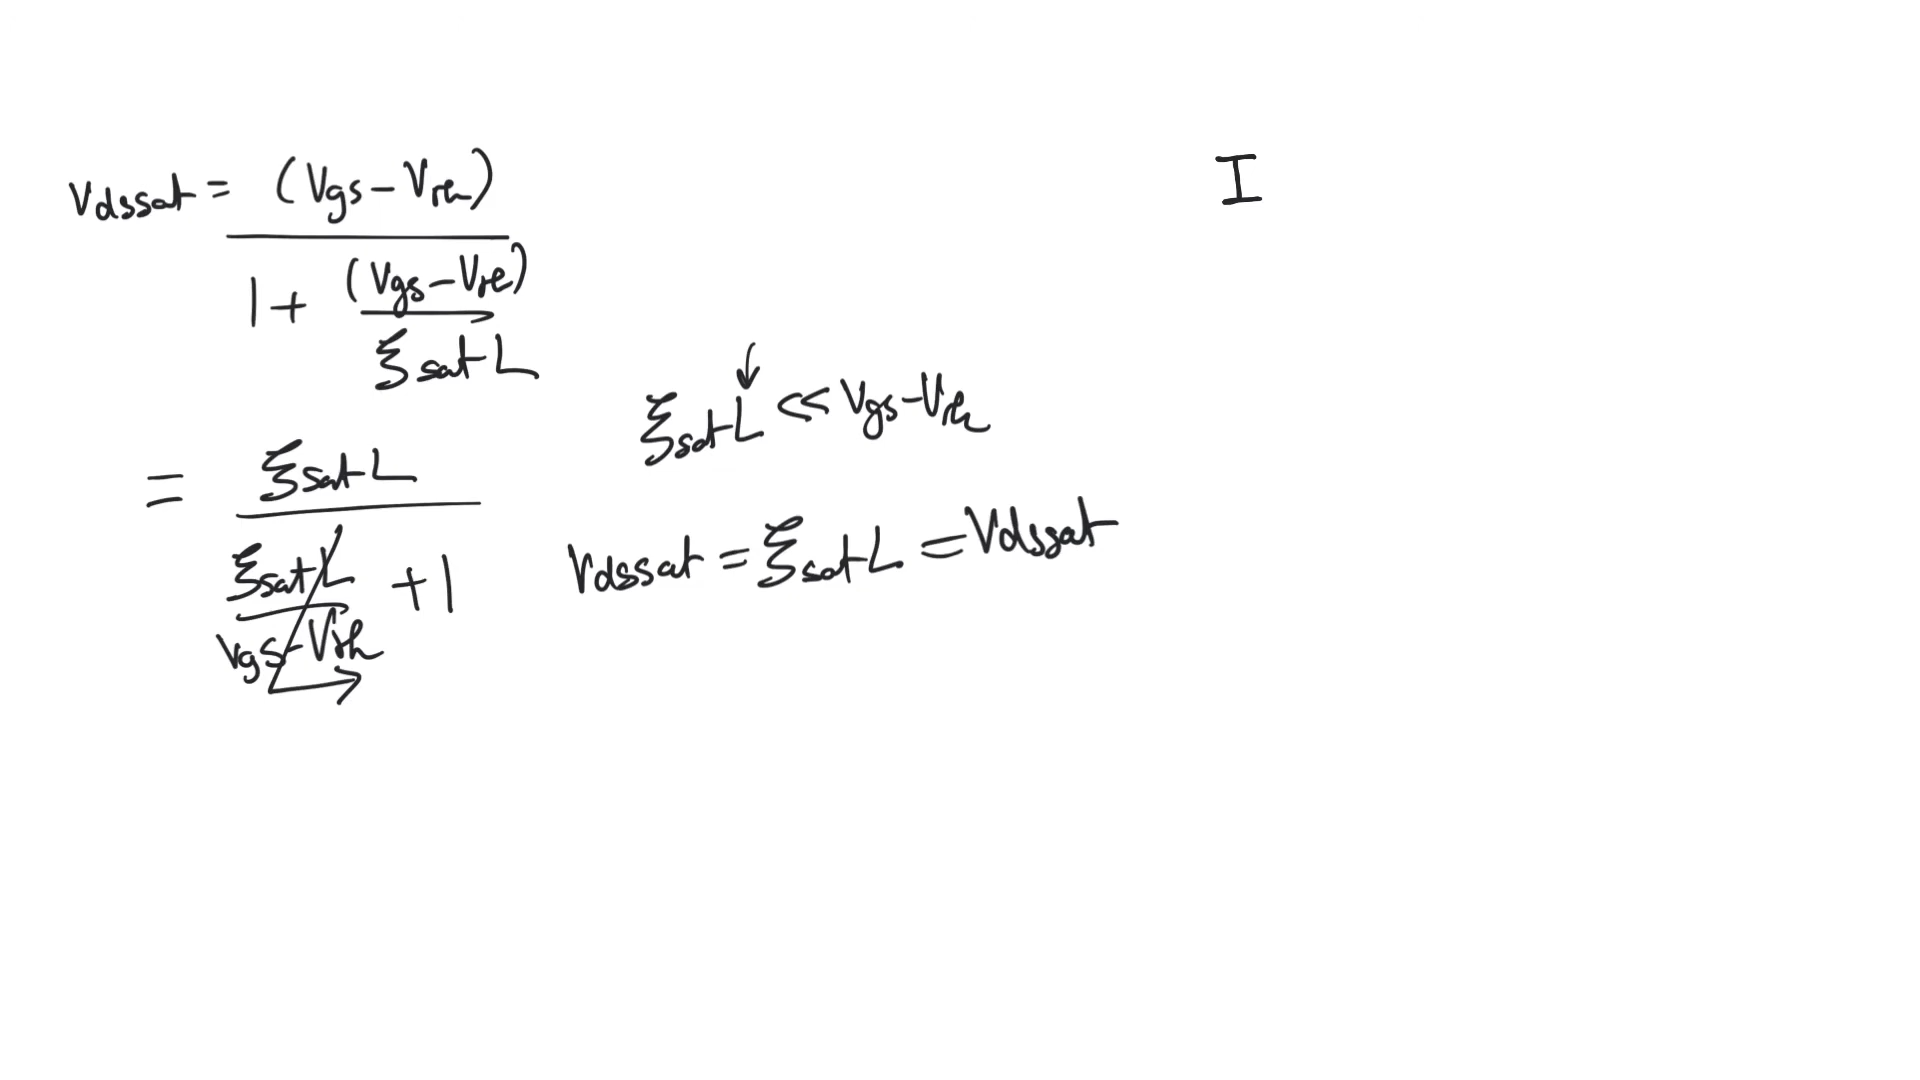 Vdssat = (Vgs - Vth)
1 + (Vgs - Vth)
ξsat L
= ξsat L
ξsat L + 1
Vgs - Vth
ξsat L << Vgs - Vth
Vdssat = ξsat L = Vdssat
I